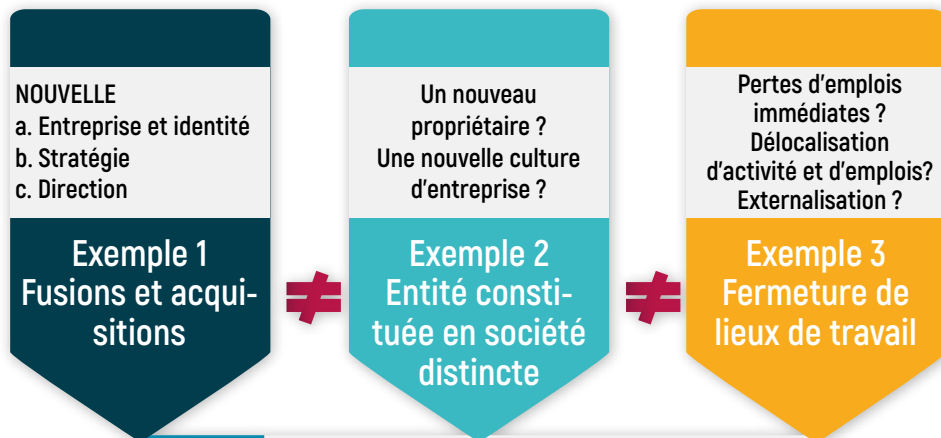 NOUVELLE
a. Entreprise et identité
b. Stratégie
c. Direction
Exemple 1
Fusions et acqui-
sitions
≠
Un nouveau
propriétaire ?
Une nouvelle culture
d'entreprise ?
Exemple 2
Entité consti-
tuée en société
distincte
≠
Pertes d'emplois
immédiates ?
Délocalisation
d'activité et d'emplois?
Externalisation ?
Exemple 3
Fermeture de
lieux de travail